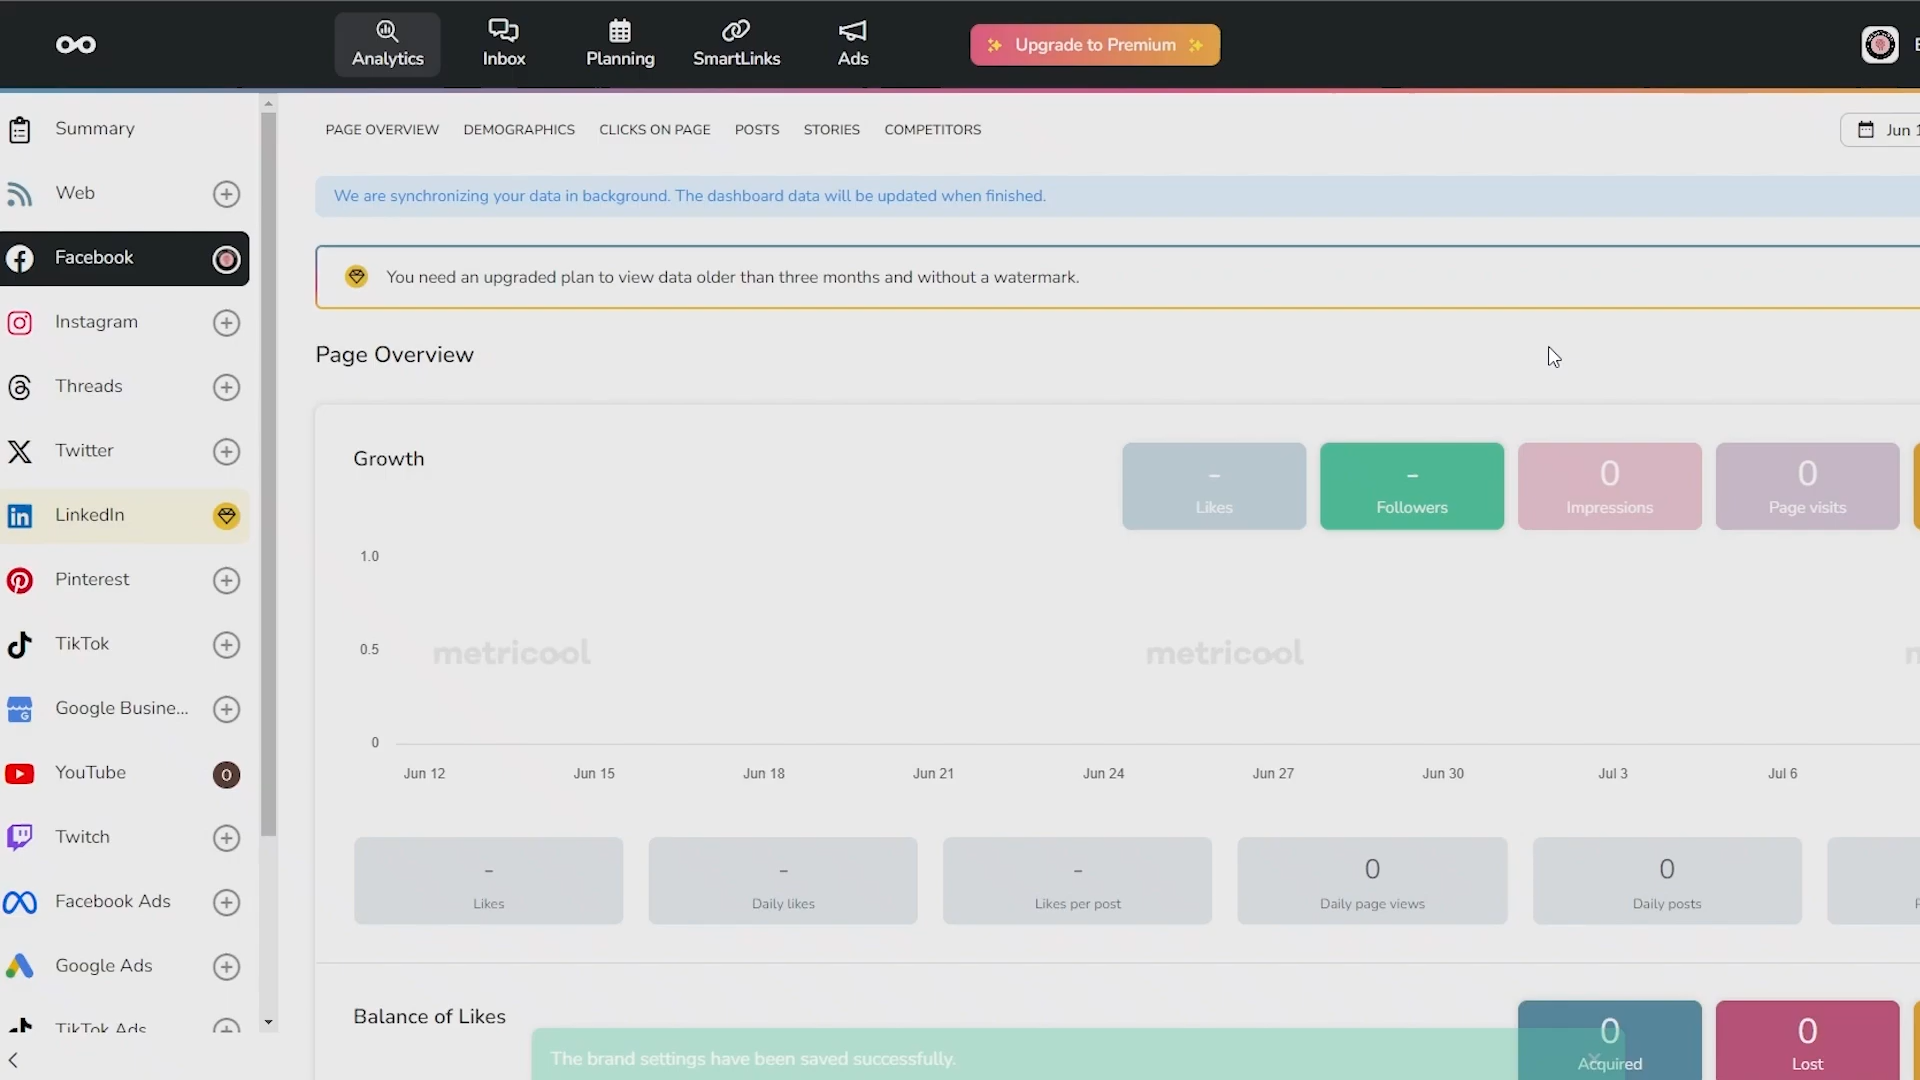 Analytics
Inbox
Planning
SmartLinks
Ads
Upgrade to Premium
Summary
Web
Facebook
Instagram
Threads
Twitter
LinkedIn
Pinterest
TikTok
Google Busine...
YouTube
O
Twitch
Facebook Ads
Google Ads
TikTok Ads
PAGE OVERVIEW
DEMOGRAPHICS
CLICKS ON PAGE
POSTS
STORIES
COMPETITORS
Jun 1
We are synchronizing your data in background. The dashboard data will be updated when finished.
You need an upgraded plan to view data older than three months and without a watermark.
Page Overview
Growth
-
Likes
-
Followers
0
Impressions
0
Page visits
1.0
0.5
0
metricool
metricool
Jun 12
Jun 15
Jun 18
Jun 21
Jun 24
Jun 27
Jun 30
Jul 3
Jul 6
-
Likes
-
Daily likes
-
Likes per post
0
Daily page views
0
Daily posts
Balance of Likes
0
Acquired
0
Lost
The brand settings have been saved successfully.